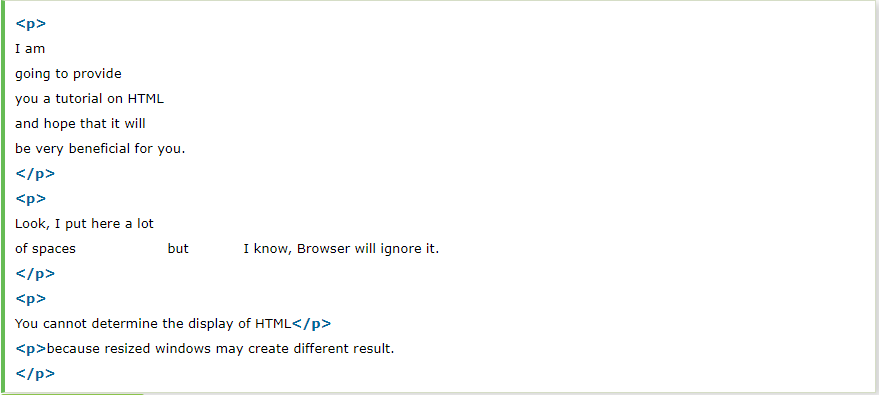 <p>
I am
going to provide
you a tutorial on HTML
and hope that it will
be very beneficial for you.
</p>
<p>
Look, I put here a lot
of spaces                      but             I know, Browser will ignore it.
</p>
<p>
You cannot determine the display of HTML</p>
<p>because resized windows may create different result.
</p>